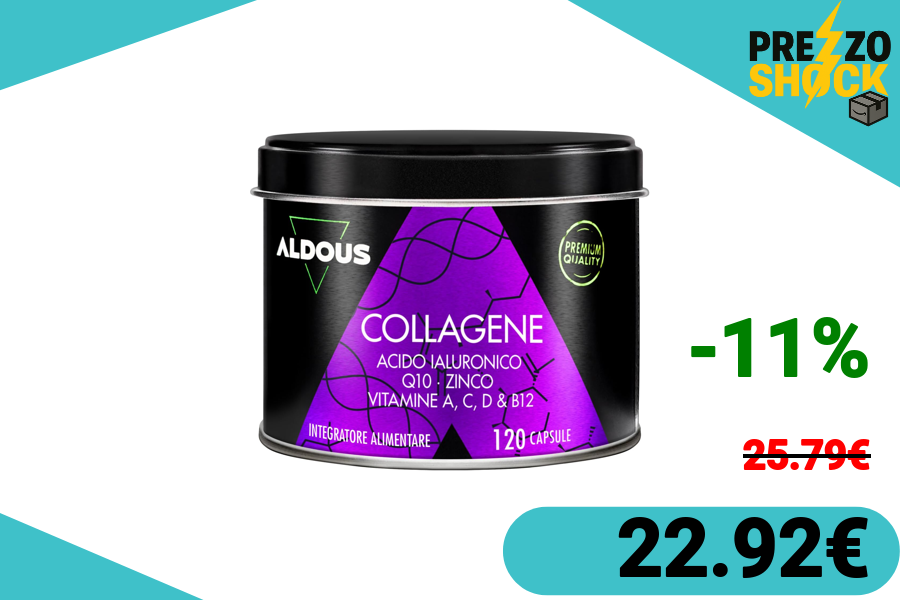 PREZZO
SHOCK
ALDOUS
PREMIUM
QUALITY
COLLAGENE
ACIDO IALURONICO
Q10 - ZINCO
VITAMINE A, C, D & B12
INTEGRATORE ALIMENTARE
120 CAPSULE
-11%
25.79€
22.92€